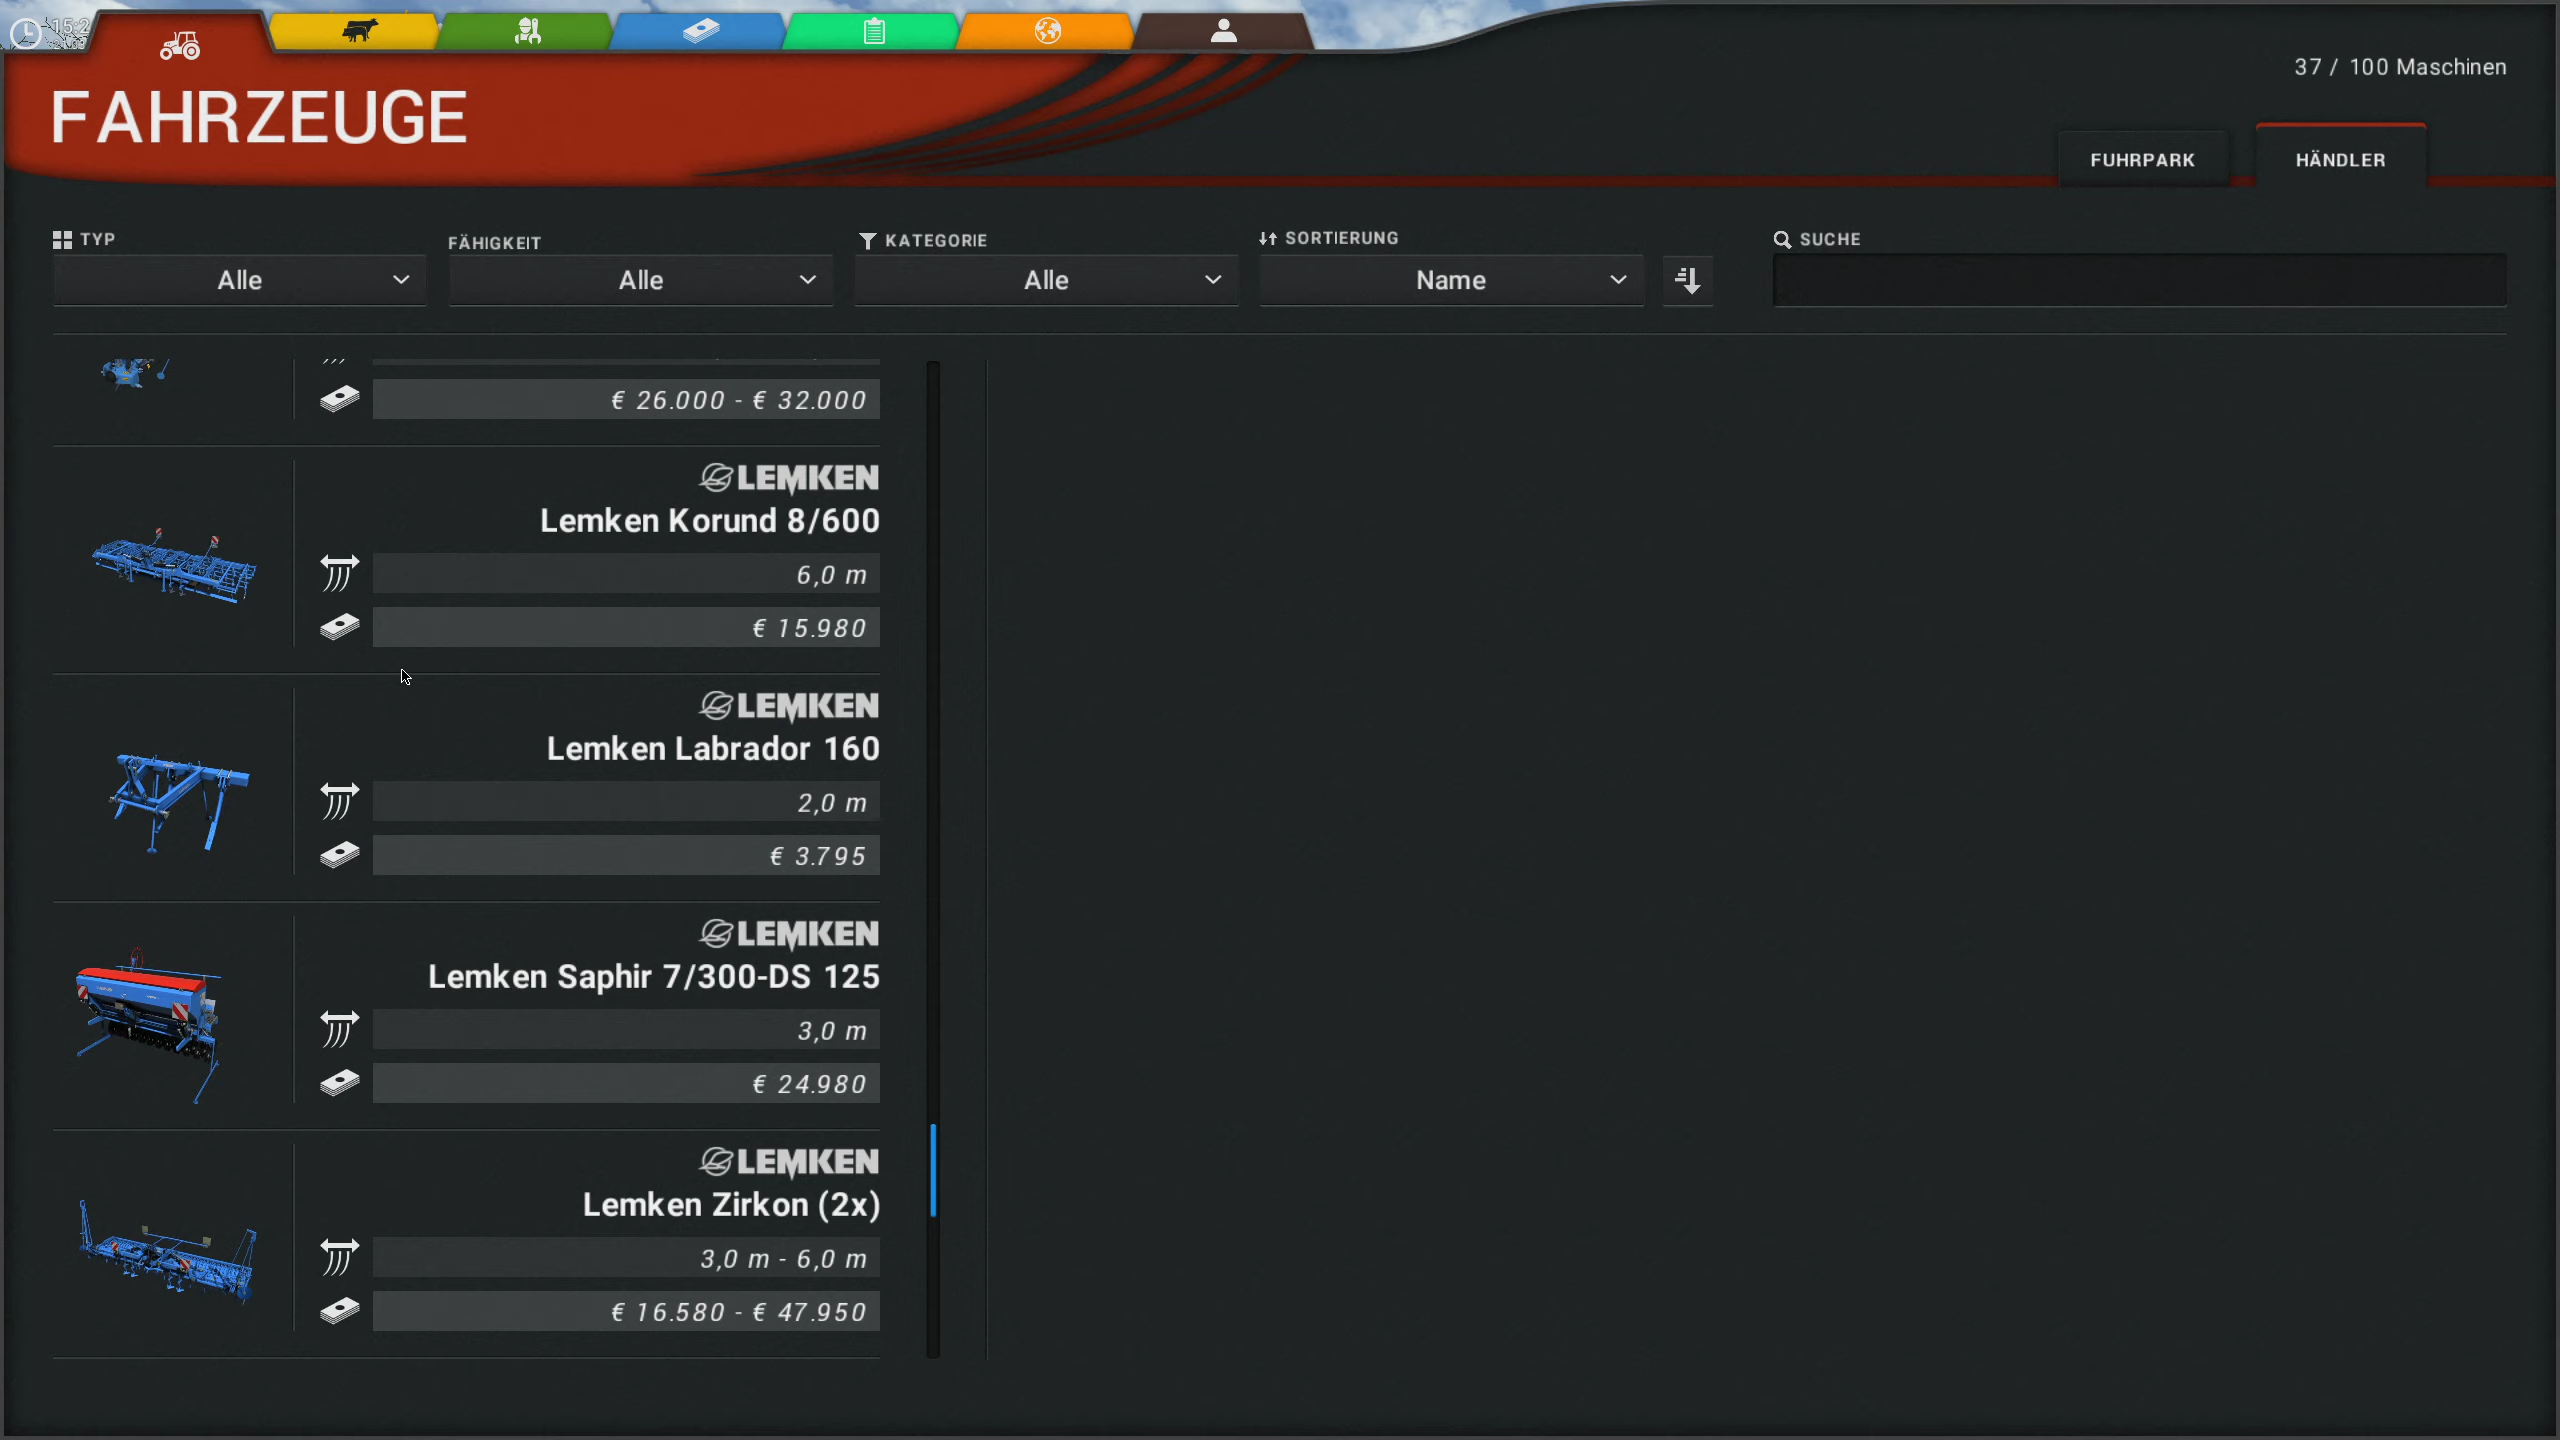 37 / 100 Maschinen
FAHRZEUGE
FUHRPARK
HÄNDLER
TYP
FÄHIGKEIT
KATEGORIE
SORTIERUNG
SUCHE
Alle
Alle
Alle
Name
€ 26.000 - € 32.000
LEMKEN
Lemken Korund 8/600
6,0 m
€ 15.980
LEMKEN
Lemken Labrador 160
2,0 m
€ 3.795
LEMKEN
Lemken Saphir 7/300-DS 125
3,0 m
€ 24.980
LEMKEN
Lemken Zirkon (2x)
3,0 m - 6,0 m
€ 16.580 - € 47.950